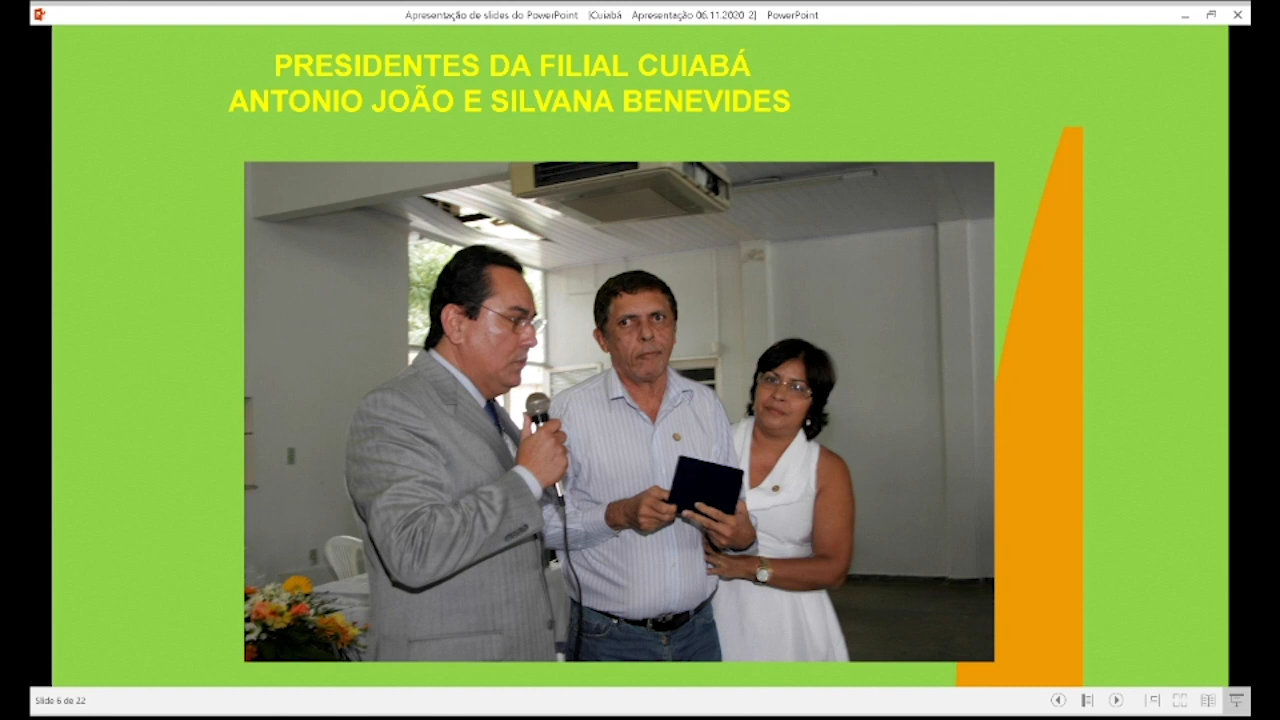 Apresentação de slides do PowerPoint [Cuiabá Apresentação 06.11.2020 2] PowerPoint
PRESIDENTES DA FILIAL CUIABÁ
ANTONIO JOÃO E SILVANA BENEVIDES
Slide 6 de 22